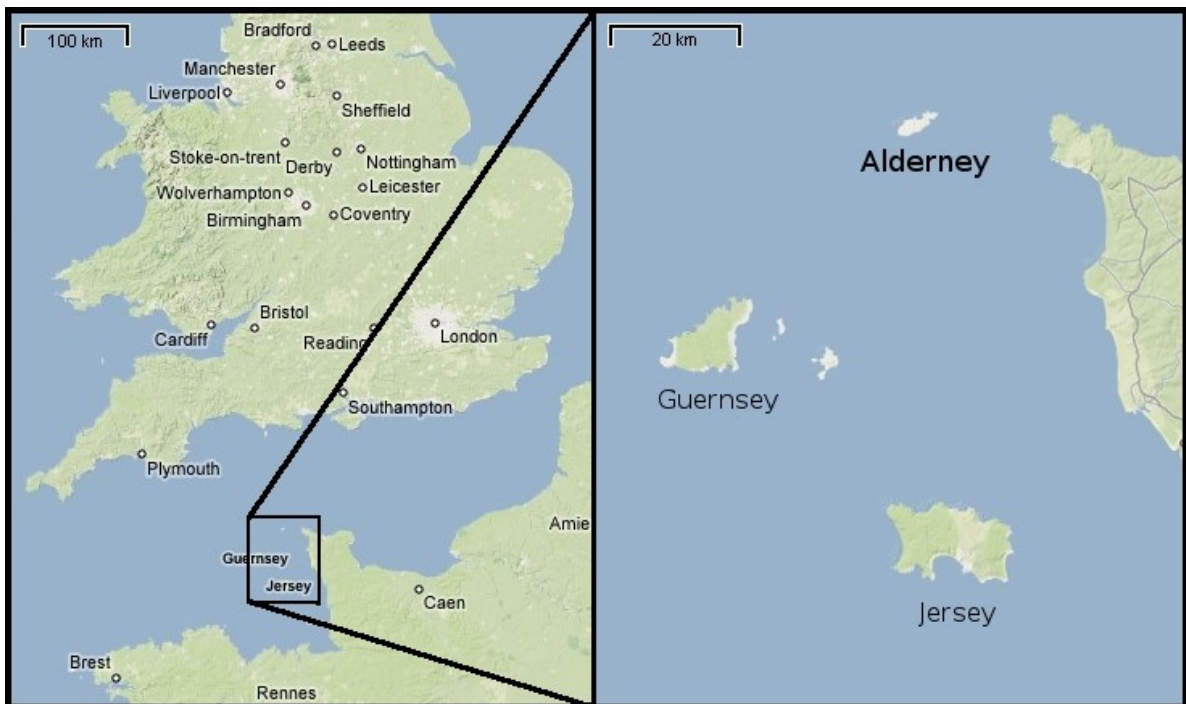 100 km
Bradford
Leeds
Manchester
Liverpool
Sheffield
Stoke-on-trent
Derby
Nottingham
Wolverhampton
Leicester
Birmingham
Coventry
Bristol
Cardiff
Reading
London
Southampton
Plymouth
Amie
Guernsey
Jersey
Caen
Brest
Rennes
20 km
Alderney
Guernsey
Jersey